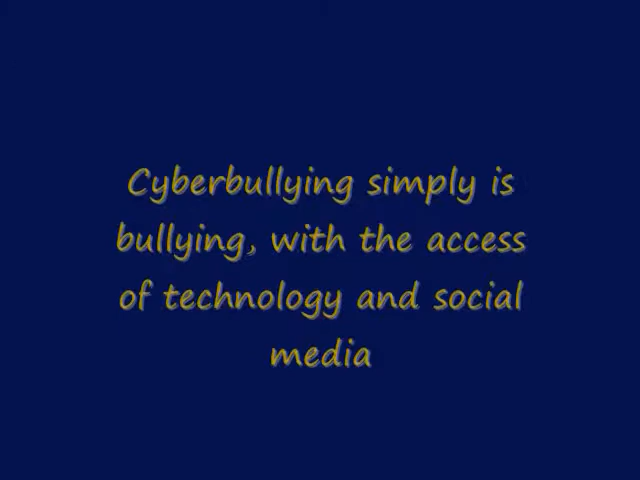 Cyberbullying simply is
bullying, with the access
of technology and social
media